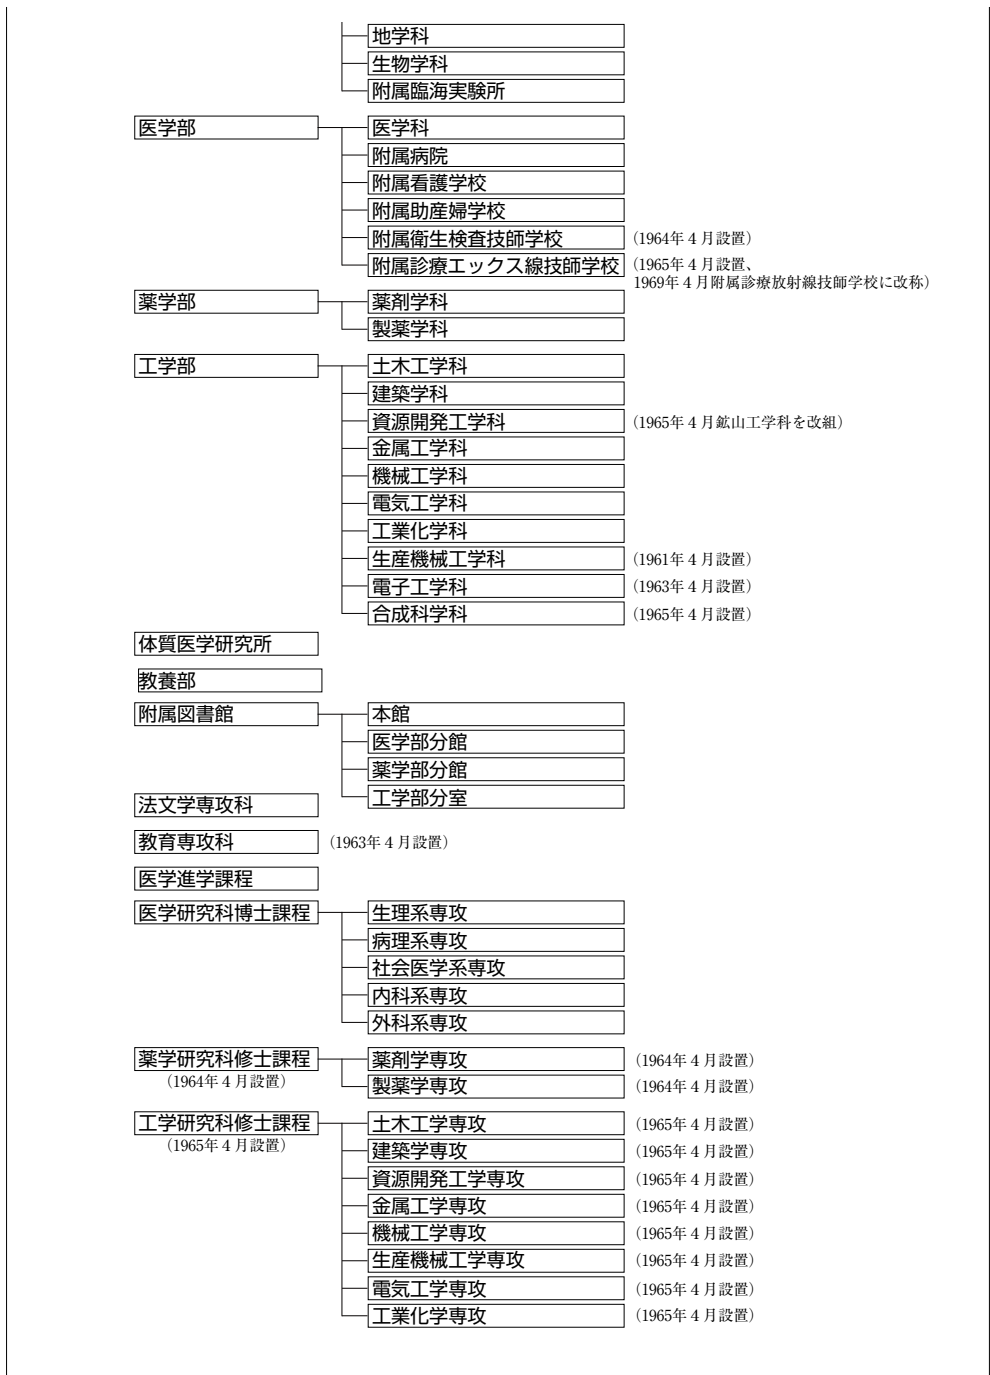 地学科
生物学科
附属臨海実験所
医学部
医学科
附属病院
附属看護学校
附属助産婦学校
附属衛生検査技師学校 (1964年4月設置)
附属診療エックス線技師学校 (1965年4月設置、
1969年4月附属診療放射線技師学校に改称)
薬学部
薬剤学科
製薬学科
工学部
土木工学科
建築学科
資源開発工学科 (1965年4月鉱山工学科を改組)
金属工学科
機械工学科
電気工学科
工業化学科
生産機械工学科 (1961年4月設置)
電子工学科 (1963年4月設置)
合成科学科 (1965年4月設置)
体質医学研究所
教養部
附属図書館
本館
医学部分館
薬学部分館
工学部分室
法文学専攻科
教育専攻科 (1963年4月設置)
医学進学課程
医学研究科博士課程
生理系専攻
病理系専攻
社会医学系専攻
内科系専攻
外科系専攻
薬学研究科修士課程
(1964年4月設置)
薬剤学専攻 (1964年4月設置)
製薬学専攻 (1964年4月設置)
工学研究科修士課程
(1965年4月設置)
土木工学専攻 (1965年4月設置)
建築学専攻 (1965年4月設置)
資源開発工学専攻 (1965年4月設置)
金属工学専攻 (1965年4月設置)
機械工学専攻 (1965年4月設置)
生産機械工学専攻 (1965年4月設置)
電気工学専攻 (1965年4月設置)
工業化学専攻 (1965年4月設置)